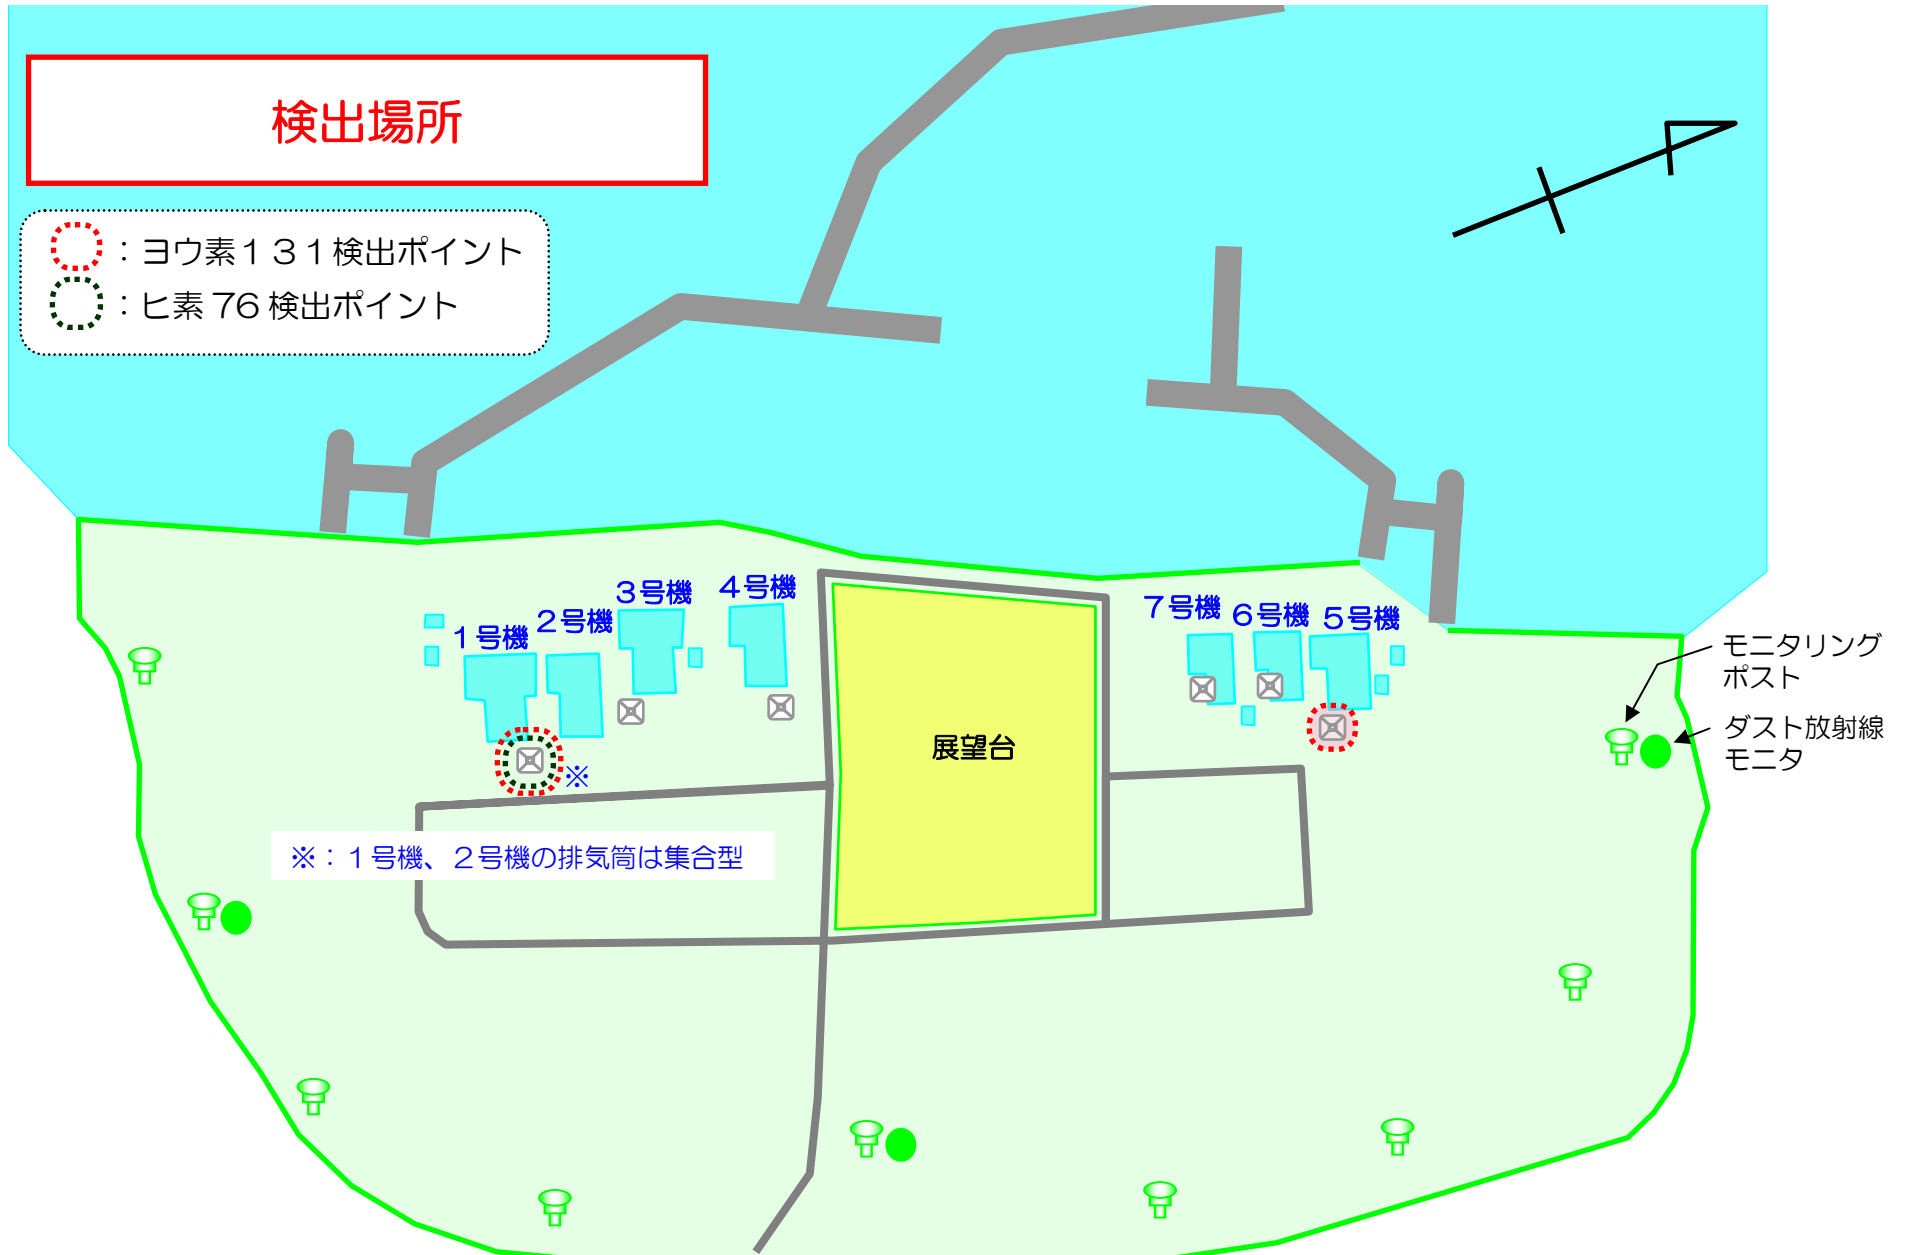 検出場所
：ヨウ素１３１検出ポイント
：ヒ素 76 検出ポイント
１号機
２号機
３号機
４号機
７号機
６号機
５号機
モニタリング
ポスト
ダスト放射線
モニタ
展望台
※
※：１号機、２号機の排気筒は集合型